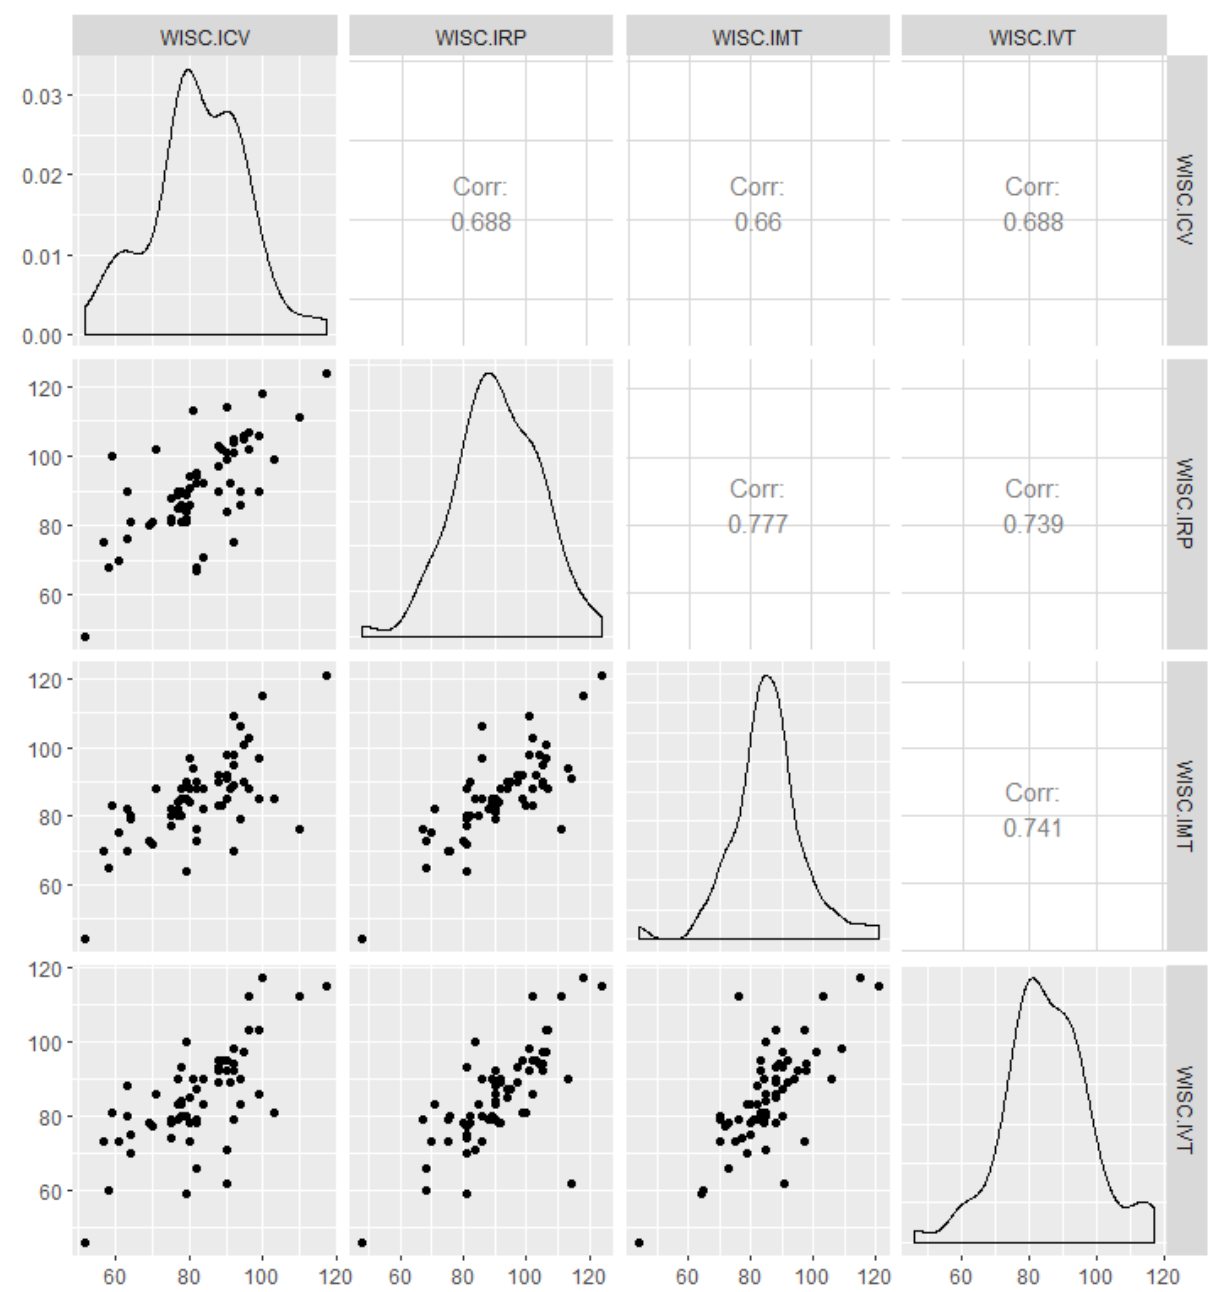 WISC.ICV WISC.IRP WISC.IMT WISC.IVT
0.03
0.02
0.01
0.00
Corr:
0.688
Corr:
0.66
Corr:
0.688
WISC.ICV
120
100
80
60
Corr:
0.777
Corr:
0.739
WISC.IRP
120
100
80
60
Corr:
0.741
WISC.IMT
120
100
80
60
WISC.IVT
60 80 100 120 60 80 100 120 60 80 100 120 60 80 100 120